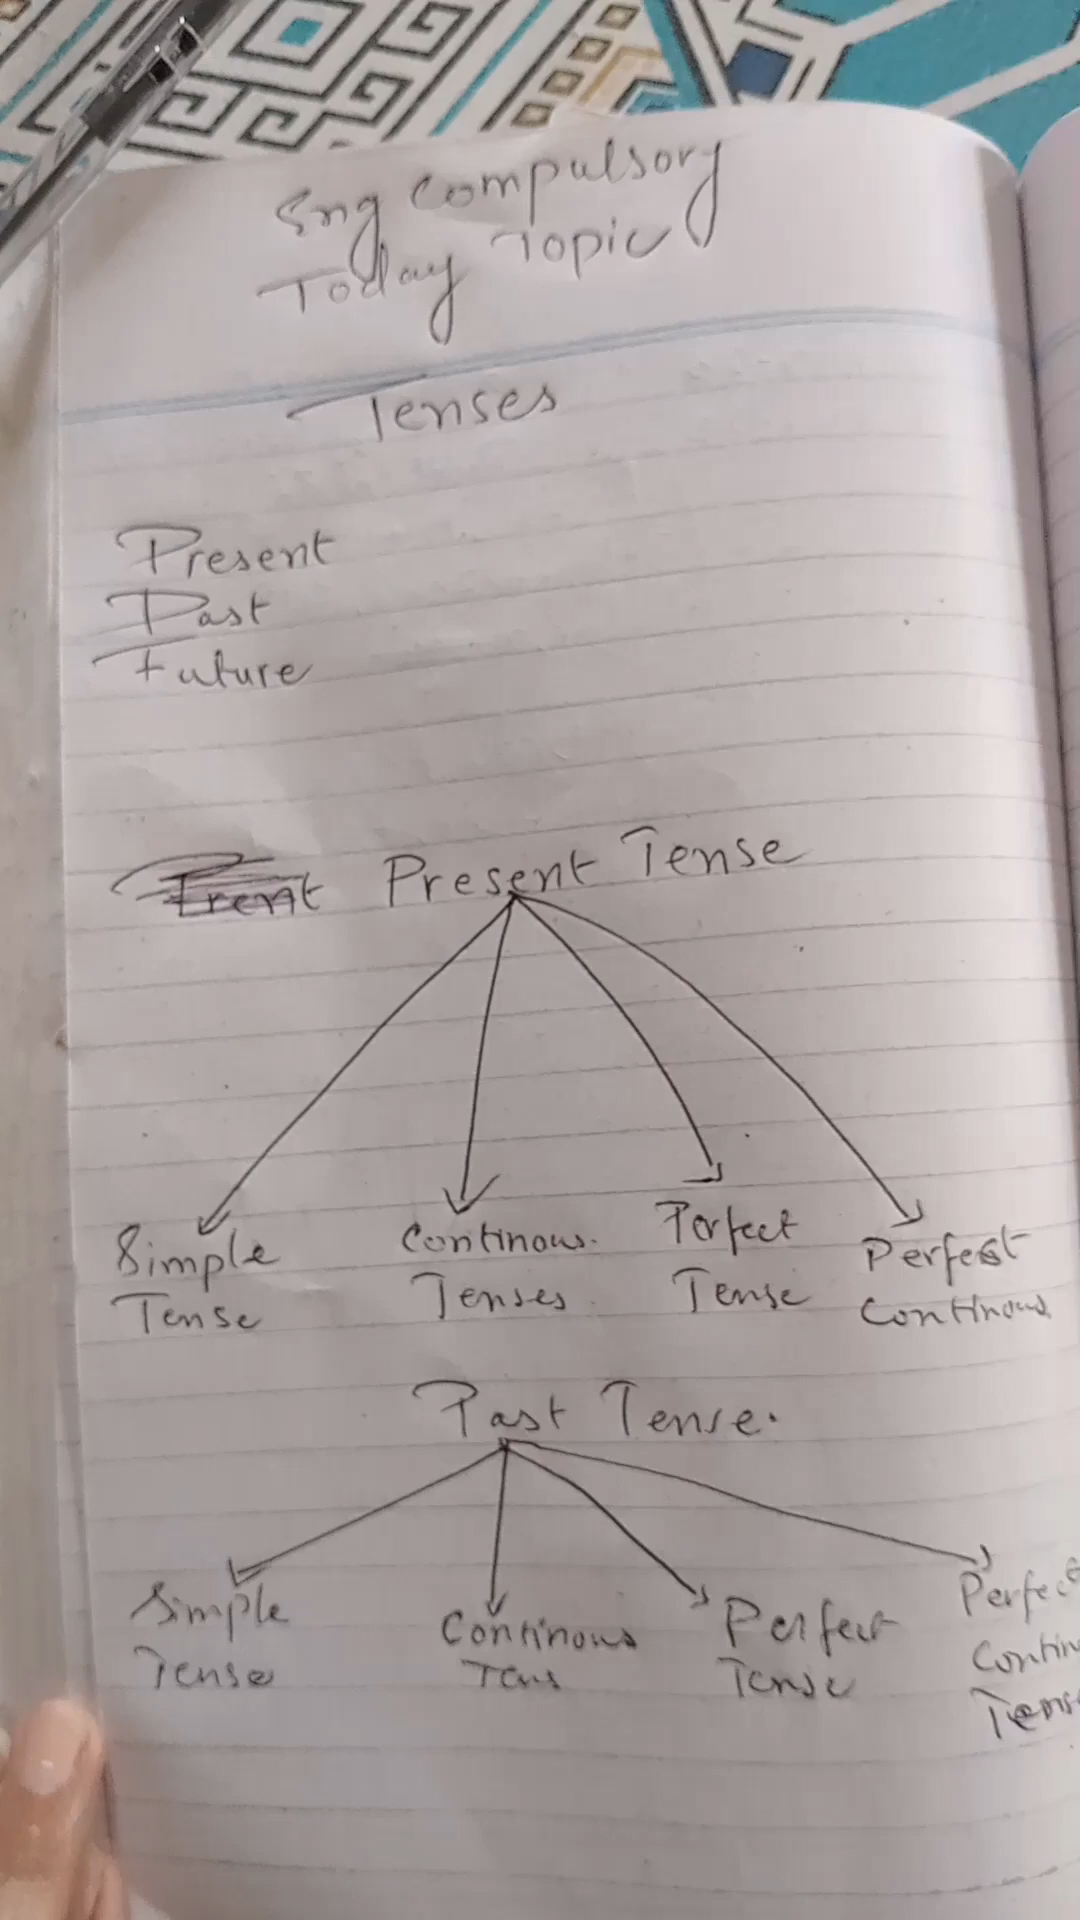 Eng Compulsory
Today Topic
Tenses
Present
Past
Future
Present Tense
Simple
Tense
Continous.
Tenses
Perfect
Tense
Perfect
Continous
Past Tense.
Simple
Tense
Continous
Tens
Perfect
Tense
Perfec
Contin
Tens